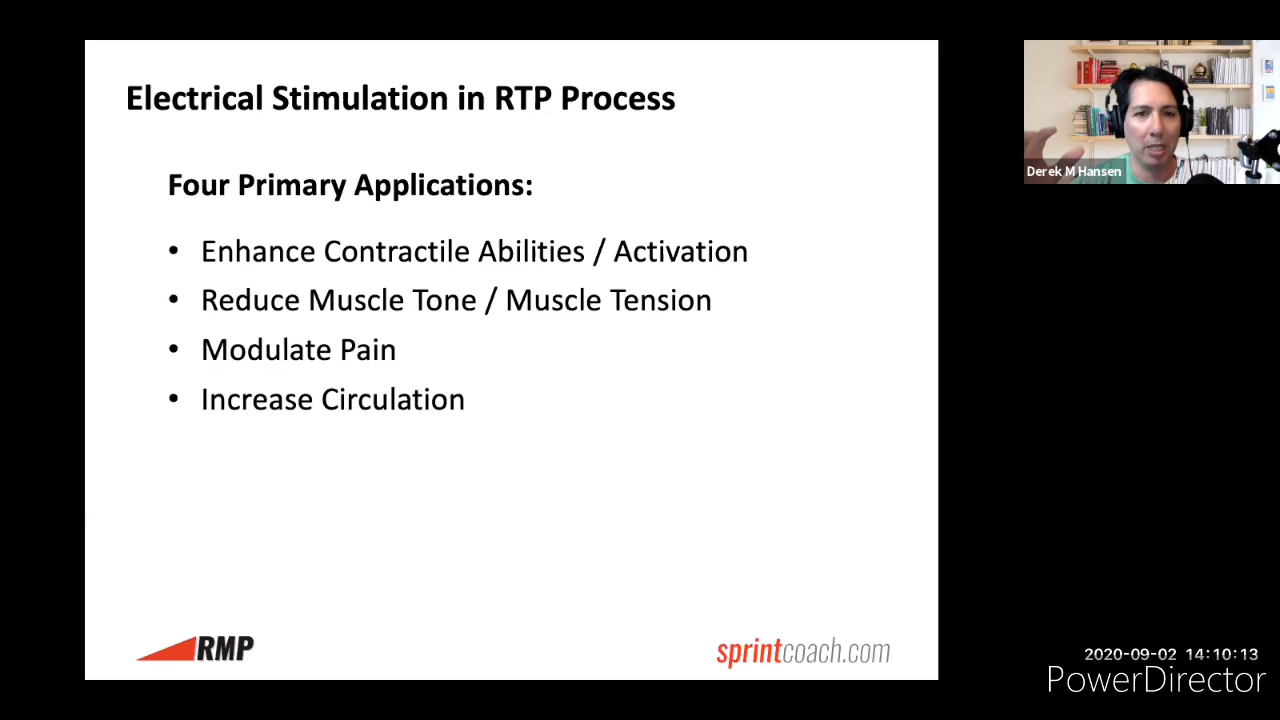 Electrical Stimulation in RTP Process
Four Primary Applications:
• Enhance Contractile Abilities / Activation
• Reduce Muscle Tone / Muscle Tension
• Modulate Pain
• Increase Circulation
RMP
sprintcoach.com
Derek M Hansen
2020-09-02 14:10:13
PowerDirector